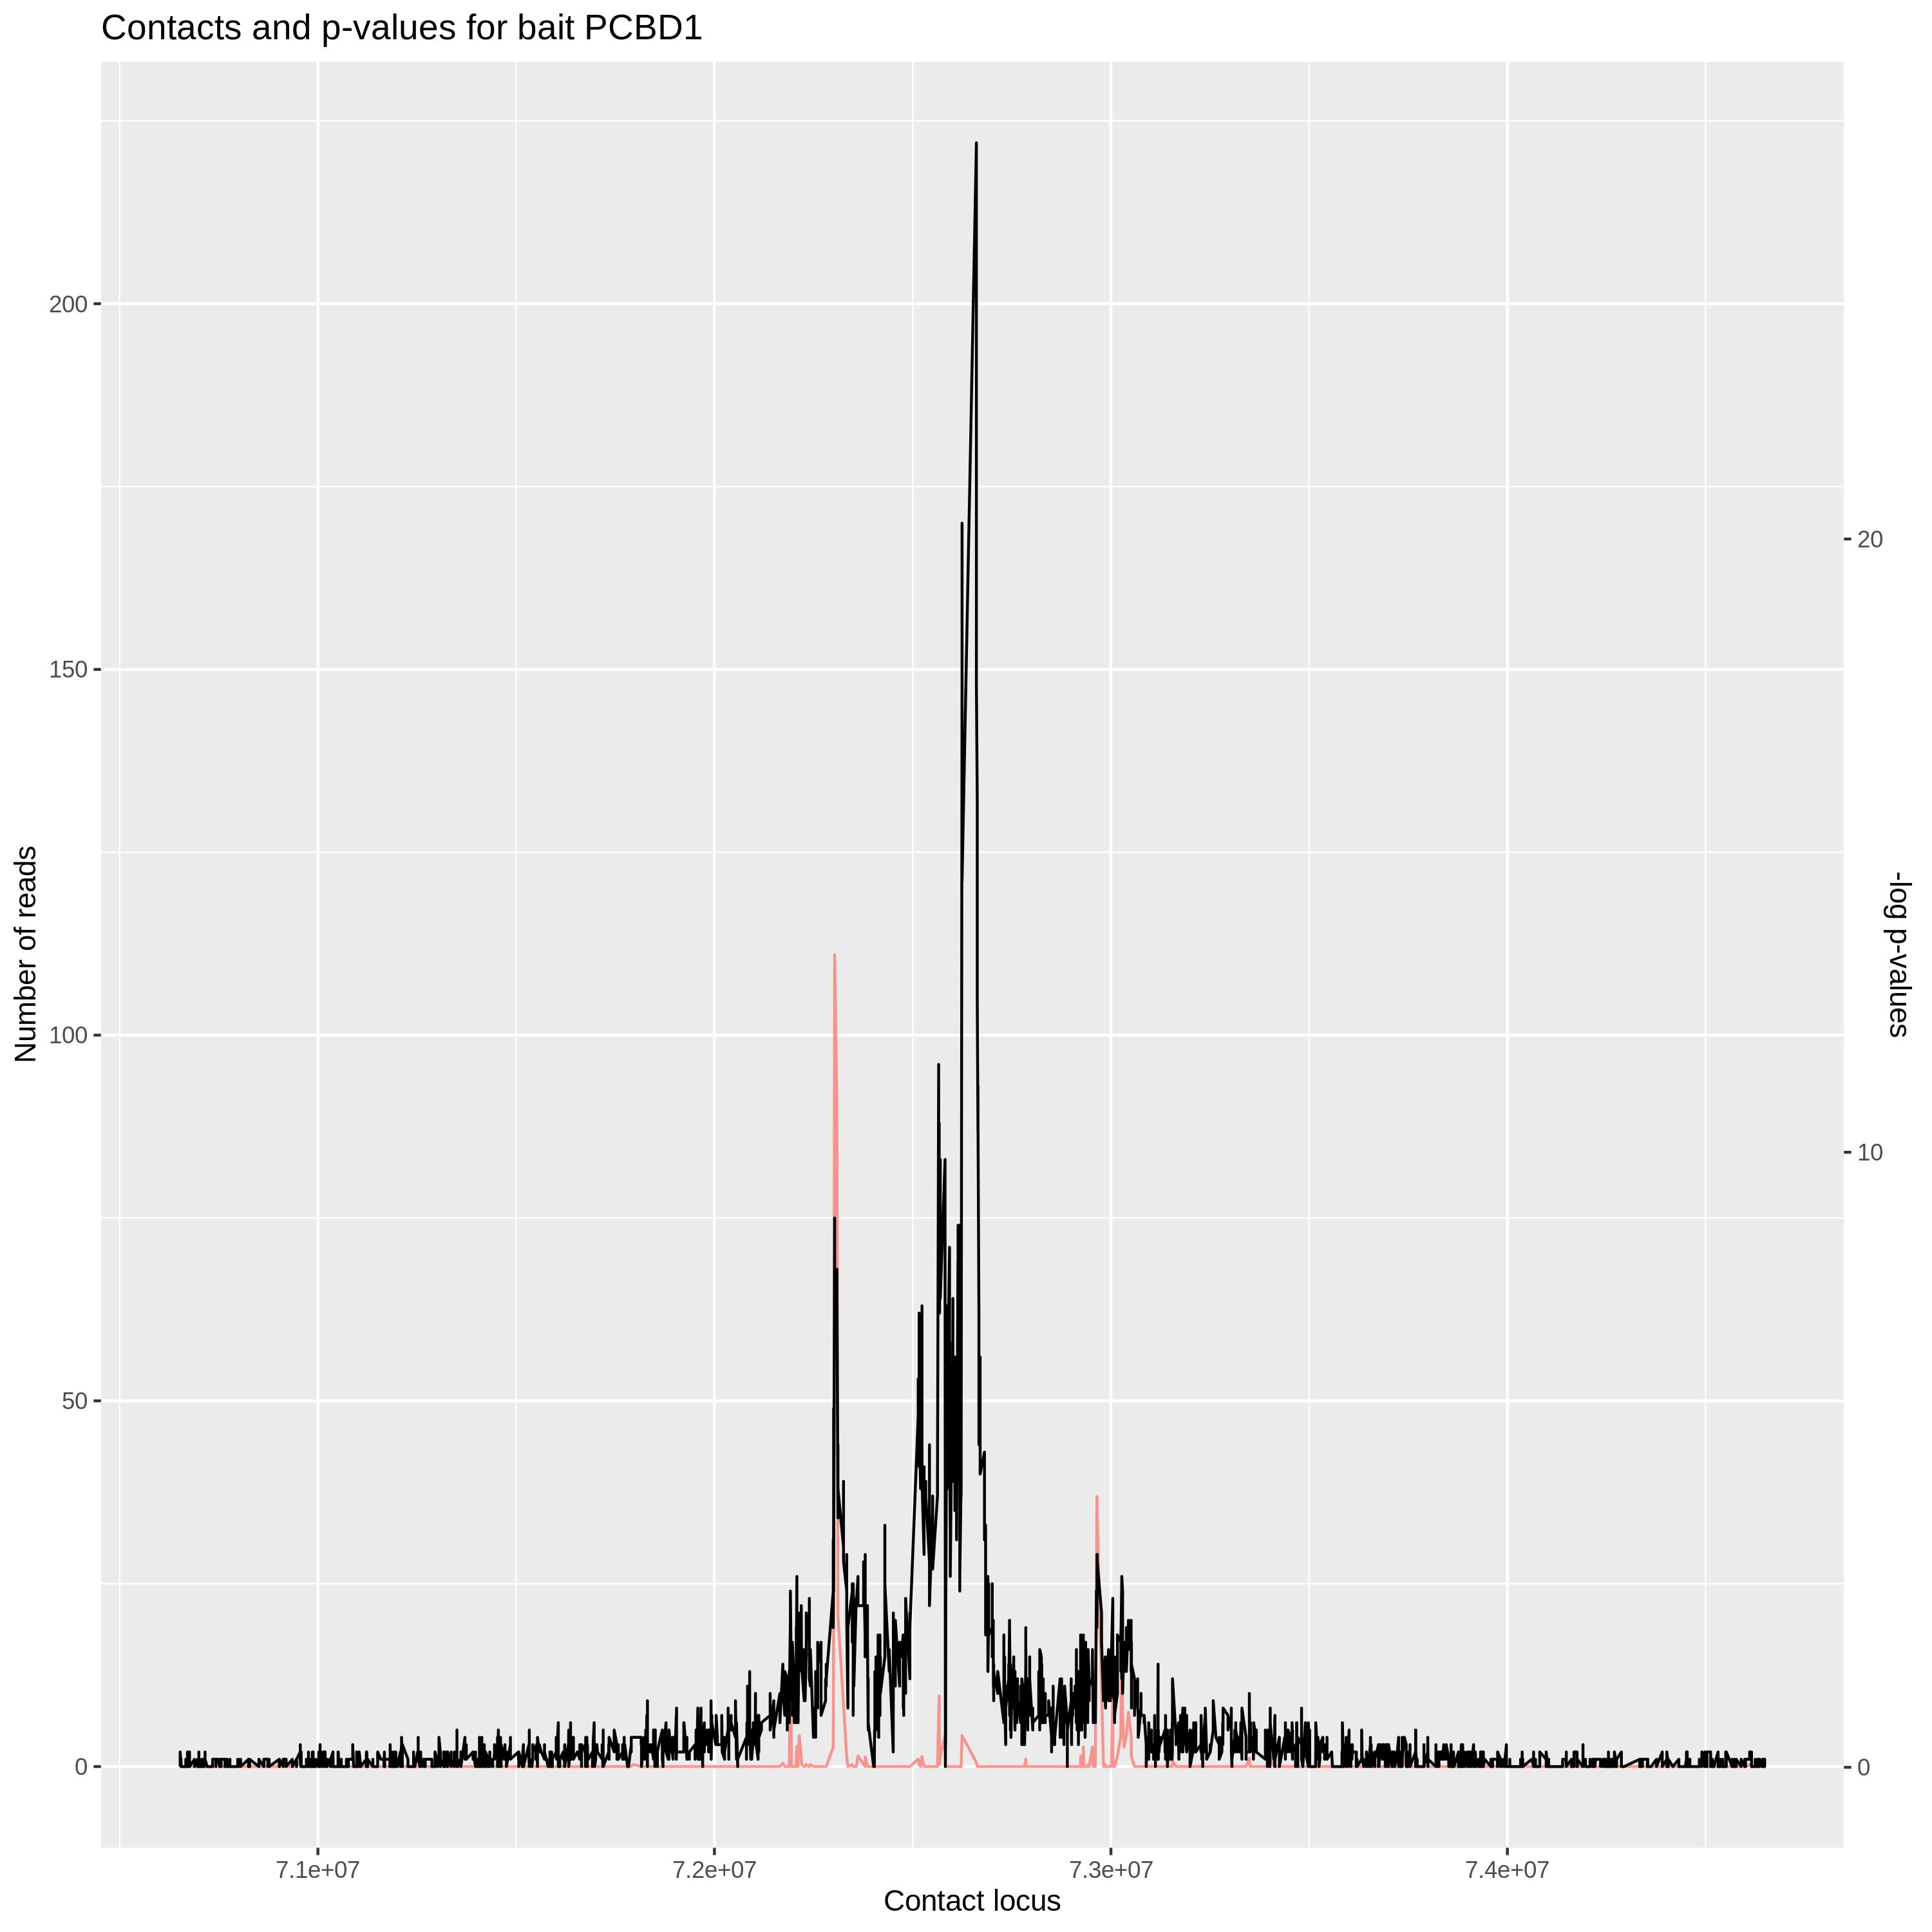 Contacts and p-values for bait PCBD1
Number of reads
200
150
100
50
0
20
10
0
-log p-values
7.1e+07 7.2e+07 7.3e+07 7.4e+07
Contact locus